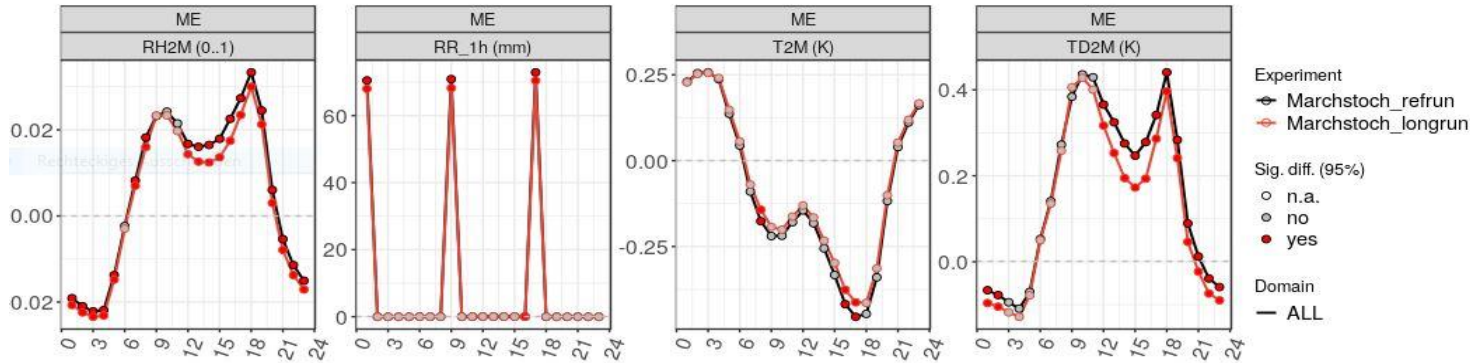 ME
ME
ME
ME
RH2M (0..1)
RR_1h (mm)
T2M (K)
TD2M (K)
0.02
0.00
0.02
60
40
20
0
0.25
0.00
-0.25
0.4
0.2
0.0
0 3 6 9 12 15 18 21 24
0 3 6 9 12 15 18 21 24
0 3 6 9 12 15 18 21 24
0 3 6 9 12 15 18 21 24
Rechteckiges Ausschneiden
Experiment
Marchstoch_refrun
Marchstoch_longrun
Sig. diff. (95%)
n.a.
no
yes
Domain
ALL